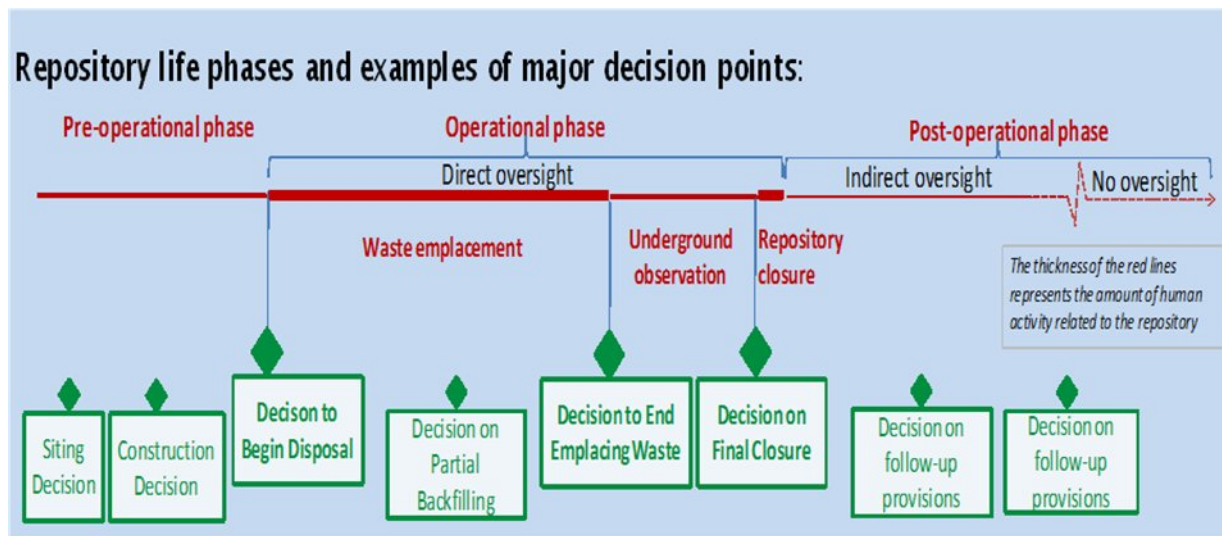 Repository life phases and examples of major decision points:
Pre-operational phase
Operational phase
Post-operational phase
Direct oversight
Indirect oversight
No oversight
Waste emplacement
Underground
observation
Repository
closure
The thickness of the red lines
represents the amount of human
activity related to the repository
Siting
Decision
Construction
Decision
Decison to
Begin Disposal
Decision on
Partial
Backfilling
Decision to End
Emplacing Waste
Decision on
Final Closure
Decision on
follow-up
provisions
Decision on
follow-up
provisions